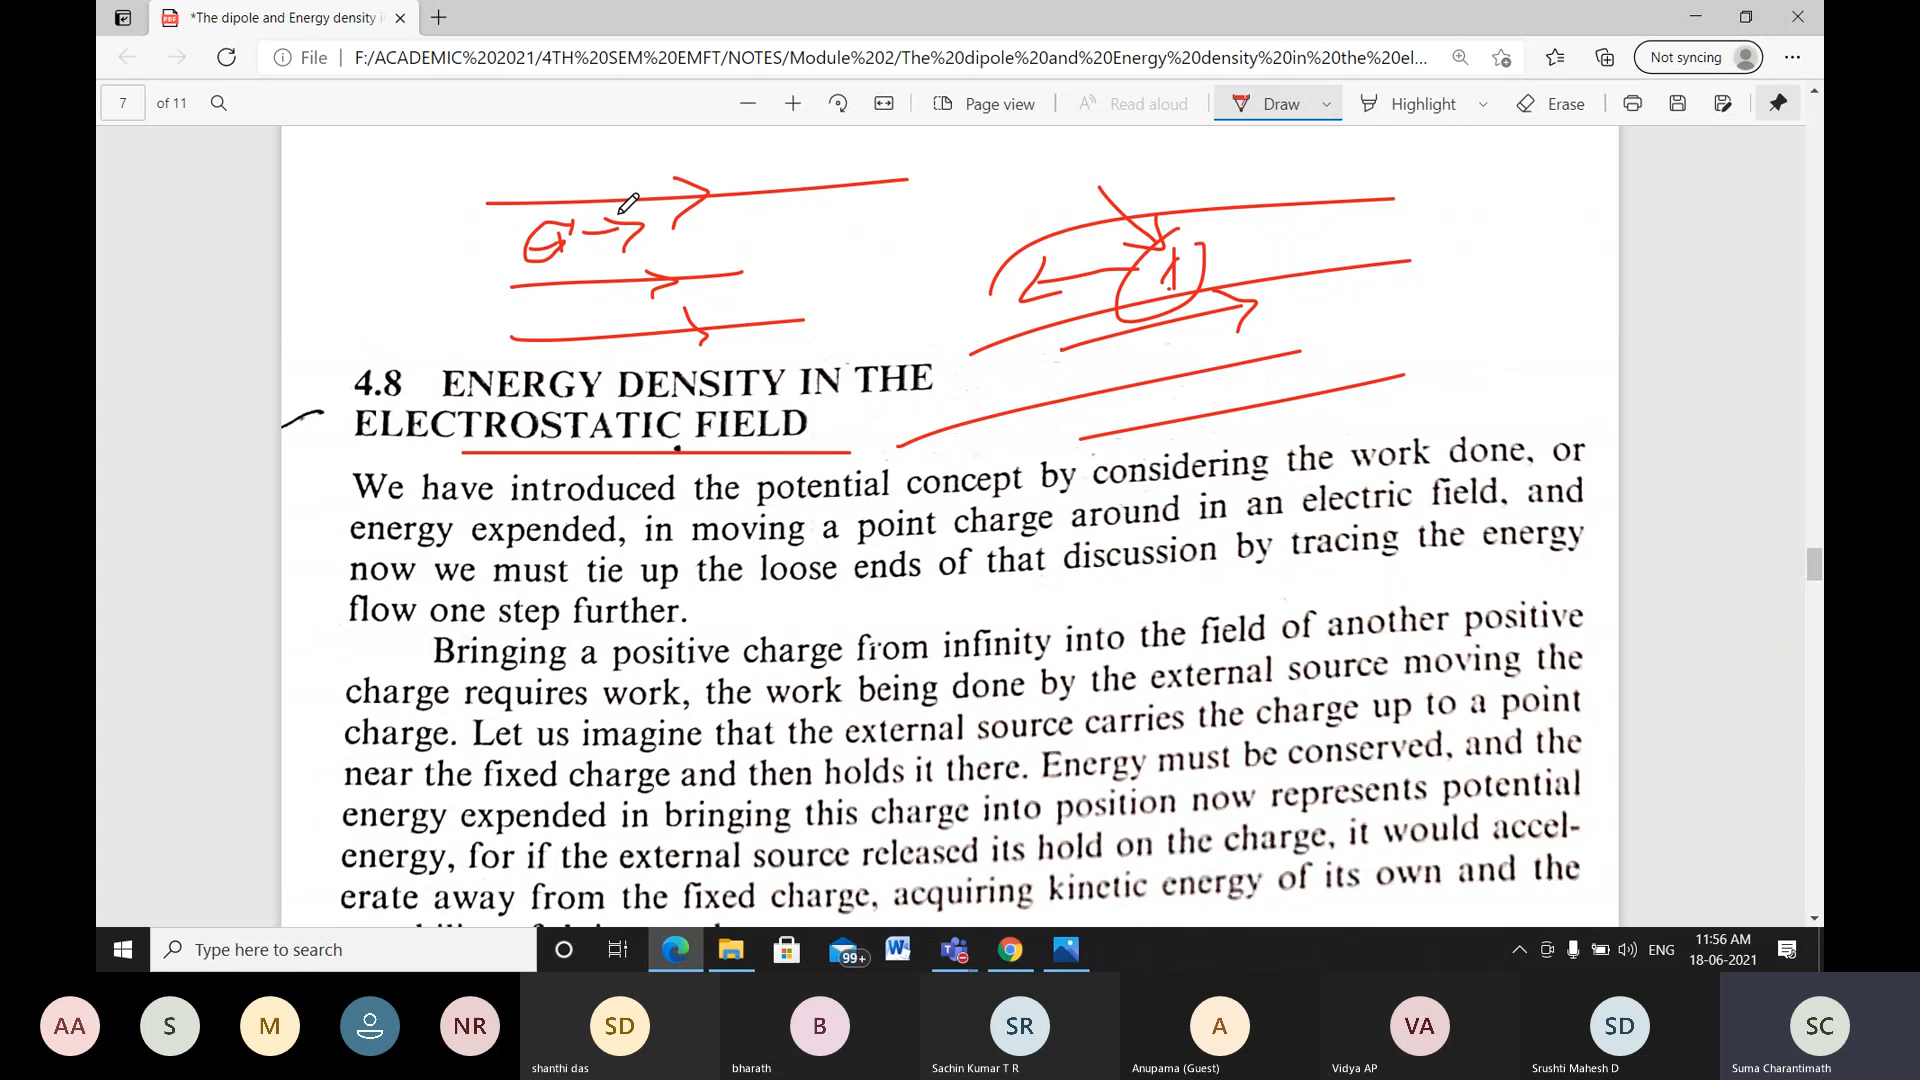 *The dipole and Energy density i
File
F:/ACADEMIC%202021/4TH%20SEM%20EMFT/NOTES/Module%202/The%20dipole%20and%20Energy%20density%20in%20the%20el...
Not syncing
7 of 11
Page view
Read aloud
Draw
Highlight
Erase
4.8 ENERGY DENSITY IN THE
ELECTROSTATIC FIELD
We have introduced the potential concept by considering the work done, or
energy expended, in moving a point charge around in an electric field, and
now we must tie up the loose ends of that discussion by tracing the energy
flow one step further.
Bringing a positive charge from infinity into the field of another positive
charge requires work, the work being done by the external source moving the
charge. Let us imagine that the external source carries the charge up to a point
near the fixed charge and then holds it there. Energy must be conserved, and the
energy expended in bringing this charge into position now represents potential
energy, for if the external source released its hold on the charge, it would accel-
erate away from the fixed charge, acquiring kinetic energy of its own and the
Type here to search
99+
ENG
11:56 AM
18-06-2021
AA
S
M
NR
SD
B
SR
A
VA
SD
SC
shanthi das
bharath
Sachin Kumar T R
Anupama (Guest)
Vidya AP
Srushti Mahesh D
Suma Charantimath